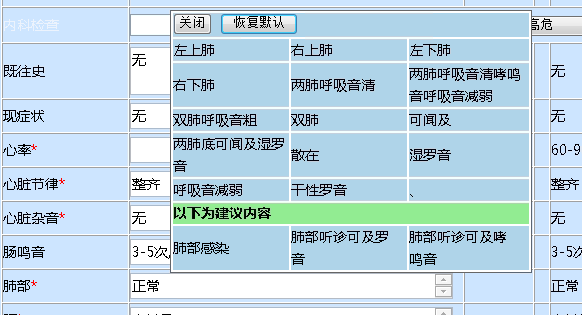 内科检查
关闭 恢复默认
高危
左上肺 右上肺 左下肺
既往史 无 无
右下肺 两肺呼吸音清 两肺呼吸音清哮鸣
音呼吸音减弱
现症状 无 双肺呼吸音粗 双肺 可闻及 无
心率* 两肺底可闻及湿罗 散在 湿罗音 60-9
音
心脏节律* 整齐 呼吸音减弱 干性罗音 、 整齐
心脏杂音* 无 以下为建议内容 无
肠鸣音 3-5次 肺部感染 肺部听诊可及罗 肺部听诊可及哮 3-5次
音 鸣音
肺部* 正常 正常